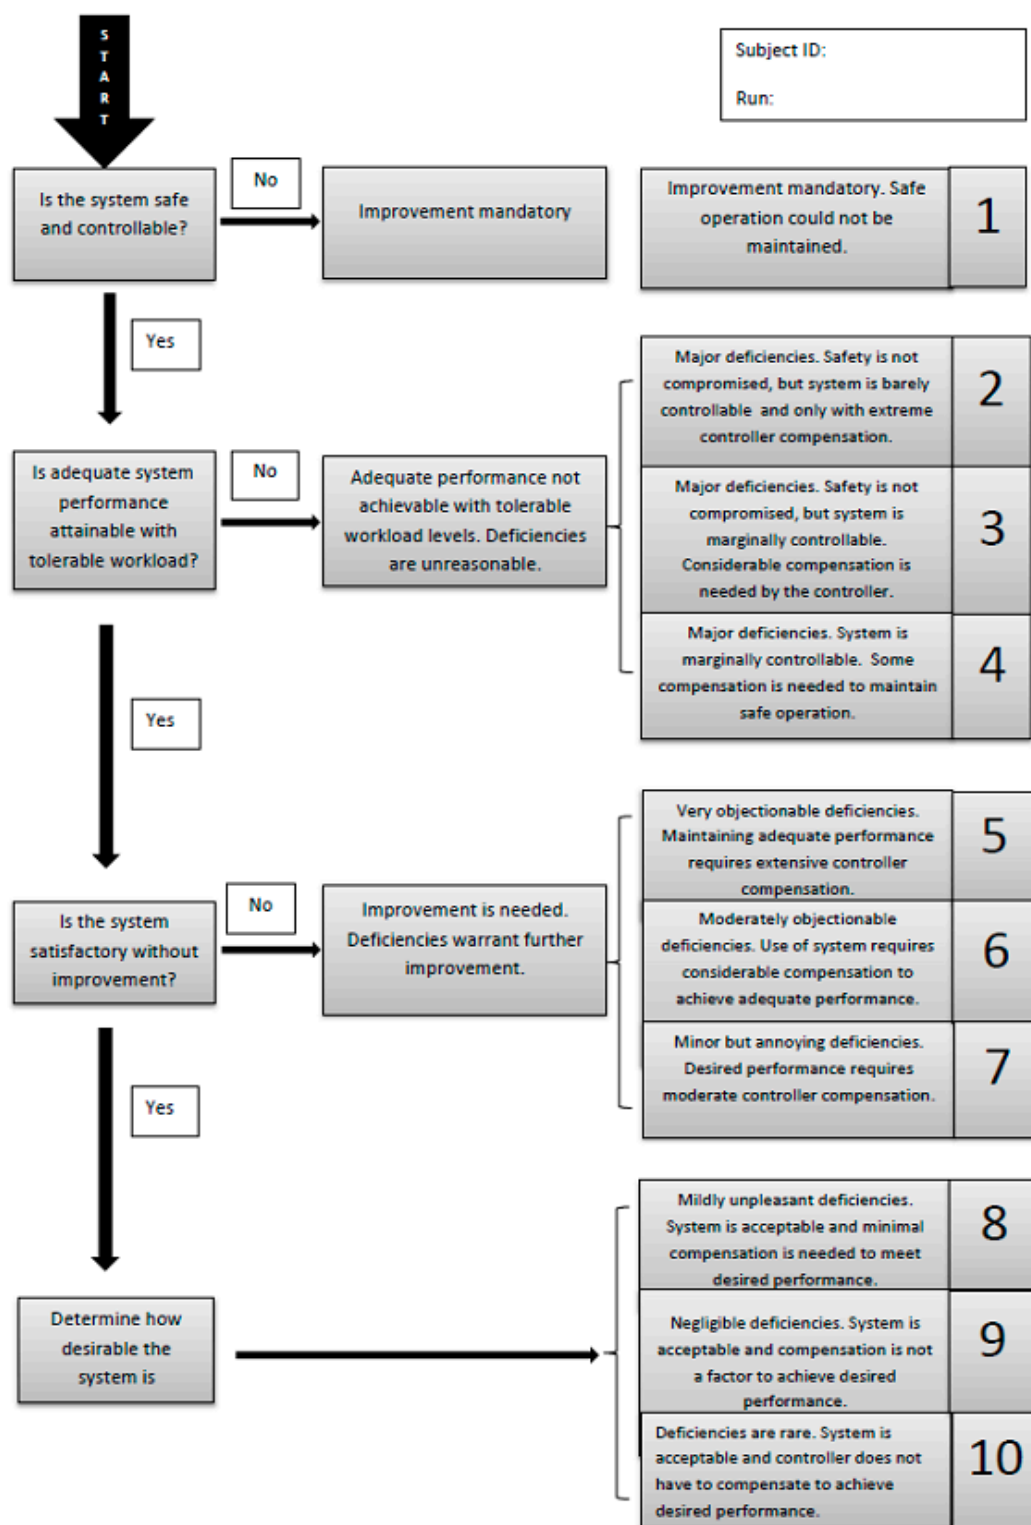 START
Subject ID:
Run:
Is the system safe
and controllable?
No
Improvement mandatory
Improvement mandatory. Safe
operation could not be
maintained.
1
Yes
Is adequate system
performance
attainable with
tolerable workload?
No
Adequate performance not
achievable with tolerable
workload levels. Deficiencies
are unreasonable.
Major deficiencies. Safety is not
compromised, but system is barely
controllable and only with extreme
controller compensation.
2
Major deficiencies. Safety is not
compromised, but system is
marginally controllable.
Considerable compensation is
needed by the controller.
3
Major deficiencies. System is
marginally controllable. Some
compensation is needed to maintain
safe operation.
4
Yes
Is the system
satisfactory without
improvement?
No
Improvement is needed.
Deficiencies warrant further
improvement.
Very objectionable deficiencies.
Maintaining adequate performance
requires extensive controller
compensation.
5
Moderately objectionable
deficiencies. Use of system requires
considerable compensation to
achieve adequate performance.
6
Minor but annoying deficiencies.
Desired performance requires
moderate controller compensation.
7
Yes
Determine how
desirable the
system is
Mildly unpleasant deficiencies.
System is acceptable and minimal
compensation is needed to meet
desired performance.
8
Negligible deficiencies. System is
acceptable and compensation is not
a factor to achieve desired
performance.
9
Deficiencies are rare. System is
acceptable and controller does not
have to compensate to achieve
desired performance.
10